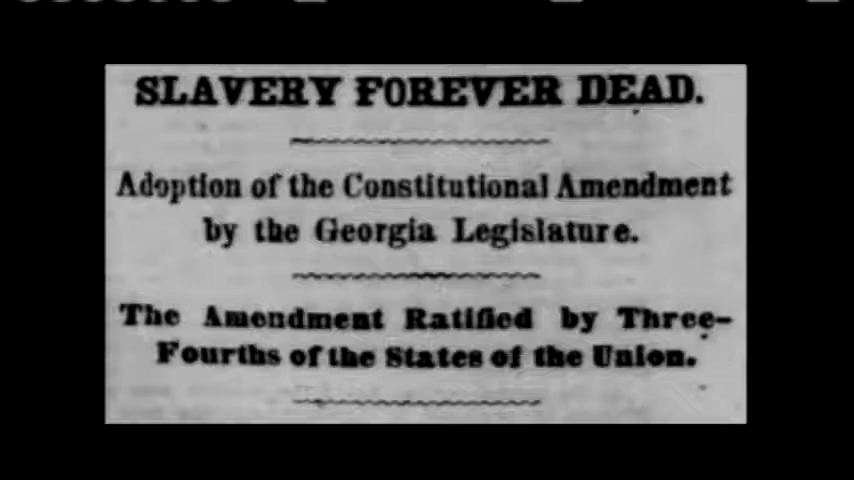 SLAVERY FOREVER DEAD.
Adoption of the Constitutional Amendment
by the Georgia Legislature.
The Amendment Ratified by Three-
Fourths of the States of the Union.